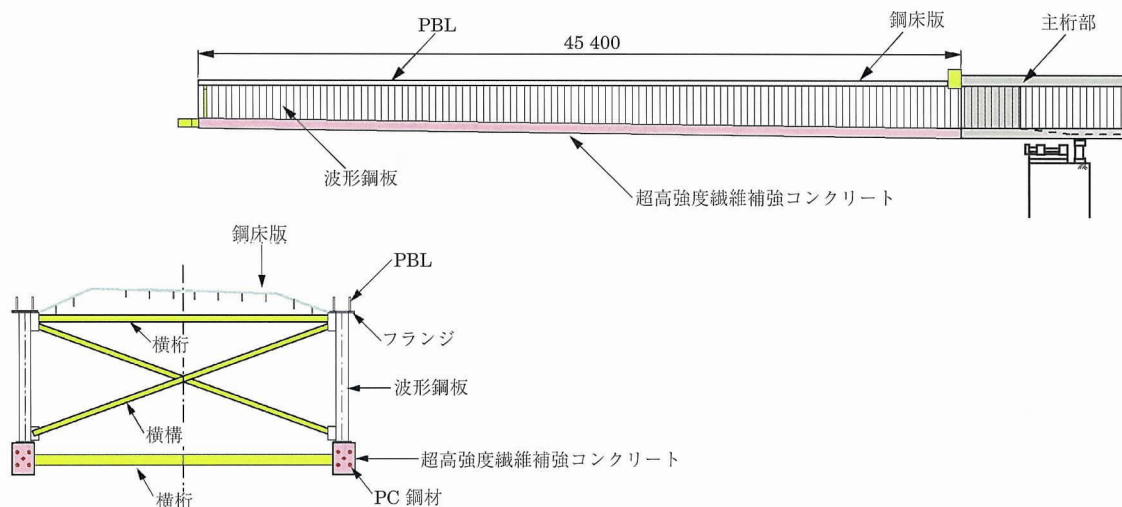 PBL
45 400
鋼床版
主桁部
波形鋼板
超高強度繊維補強コンクリート
鋼床版
PBL
フランジ
横桁
波形鋼板
横構
超高強度繊維補強コンクリート
横桁
PC 鋼材